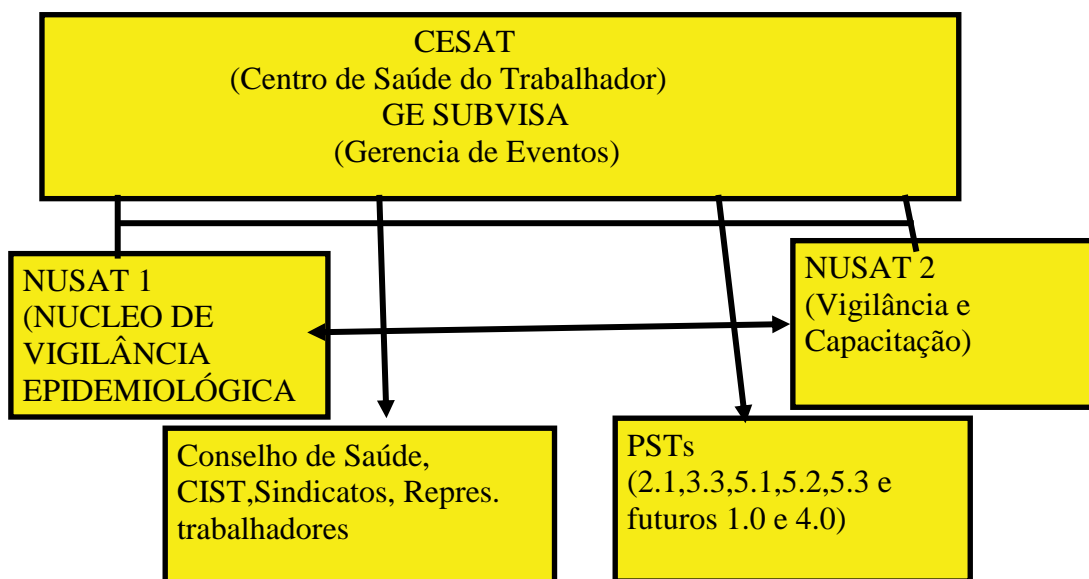 CESAT
(Centro de Saúde do Trabalhador)
GE SUBVISA
(Gerencia de Eventos)
NUSAT 1
(NUCLEO DE
VIGILÂNCIA
EPIDEMIOLÓGICA
NUSAT 2
(Vigilância e
Capacitação)
Conselho de Saúde,
CIST,Sindicatos, Repres.
trabalhadores
PSTs
(2.1,3.3,5.1,5.2,5.3 e
futuros 1.0 e 4.0)